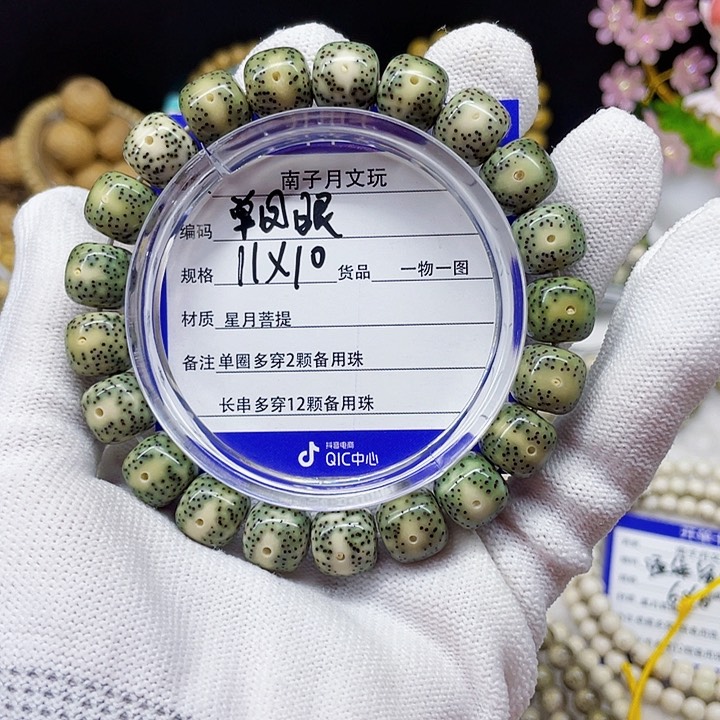 南子月文玩
编码 单圈眼
规格 11X10 货品 一物一图
材质 星月菩提
备注 单圈多穿2颗备用珠
长串多穿12颗备用珠
抖音电商
QIC中心